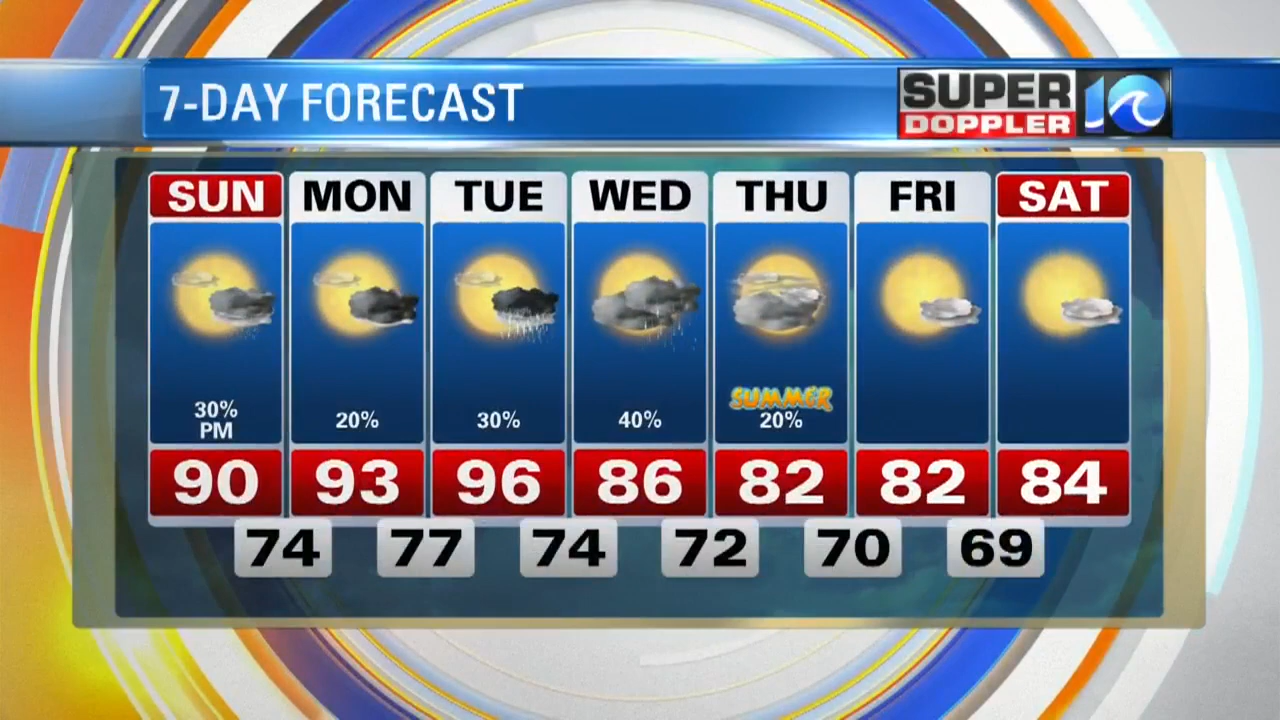 7-DAY FORECAST
SUPER
DOPPLER 10
SUN MON TUE WED THU FRI SAT
SUMMER
30% 20% 30% 40% 20%
PM
90 93 96 86 82 82 84
74 77 74 72 70 69